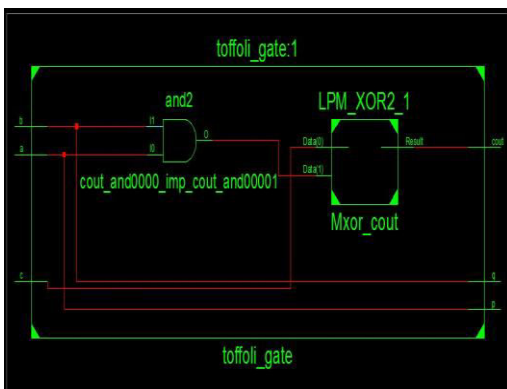 toffoli_gate:1
and2
LPM_XOR2_1
b
I1
O
Data(0)
Result
cout
a
I0
Data(1)
cout_and0000_imp_cout_and00001
Mxor_cout
c
q
p
toffoli_gate